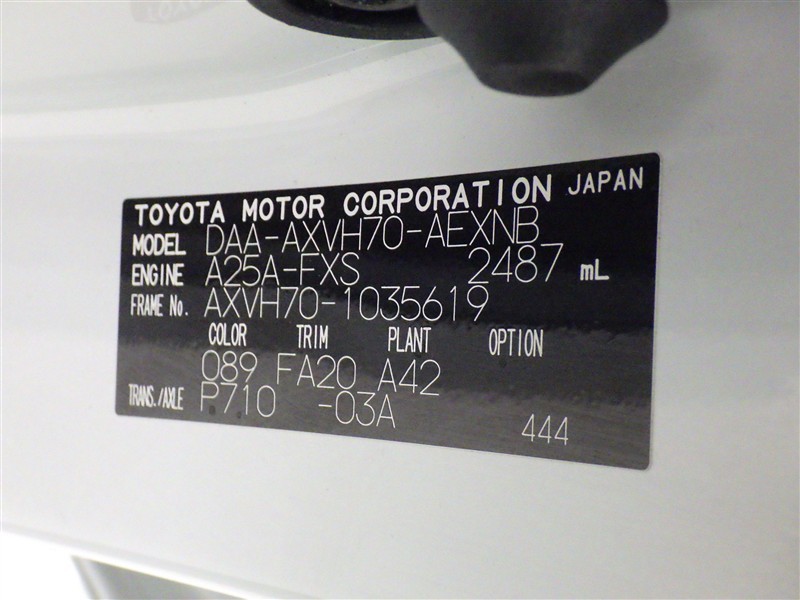 TOYOTA MOTOR CORPORATION JAPAN
MODEL DAA-AXVH70-AEXNB
ENGINE A25A-FXS 2487 mL
FRAME No. AXVH70-1035619
COLOR TRIM PLANT OPTION
089 FA20 A42
TRANS./AXLE P710 -03A
444